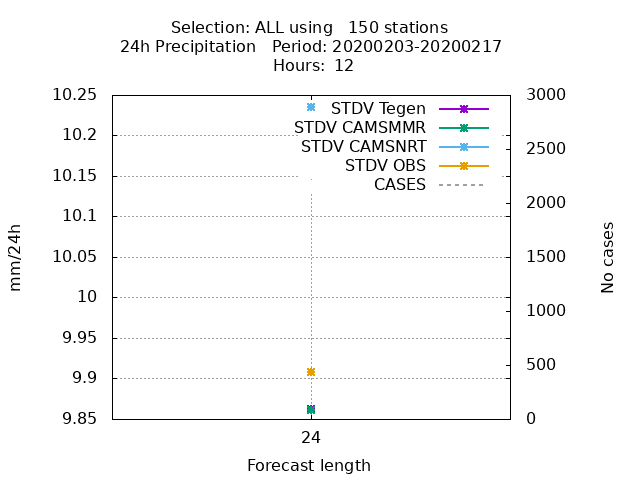 Selection: ALL using   150 stations
24h Precipitation   Period: 20200203-20200217
Hours:  12
10.25
10.2
10.15
10.1
10.05
10
9.95
9.9
9.85
mm/24h
STDV Tegen
STDV CAMSMMR
STDV CAMSNRT
STDV OBS
CASES
3000
2500
2000
1500
1000
500
0
No cases
24
Forecast length